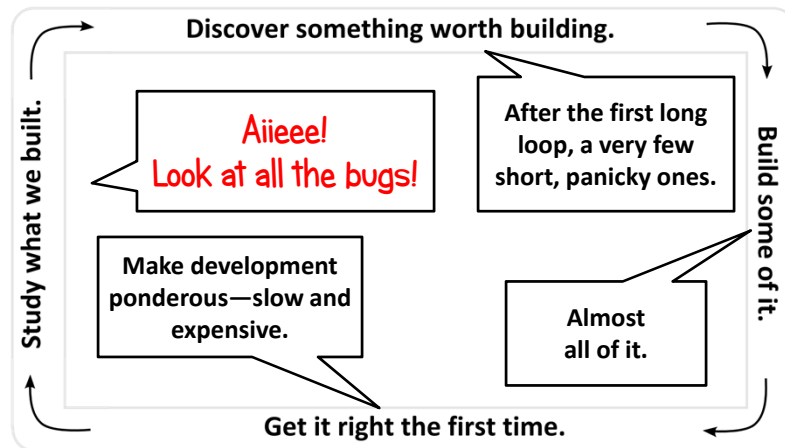 Discover something worth building.
After the first long
loop, a very few
short, panicky ones.
Build some of it.
Almost
all of it.
Get it right the first time.
Make development
ponderous—slow and
expensive.
Study what we built.
Aiieee!
Look at all the bugs!